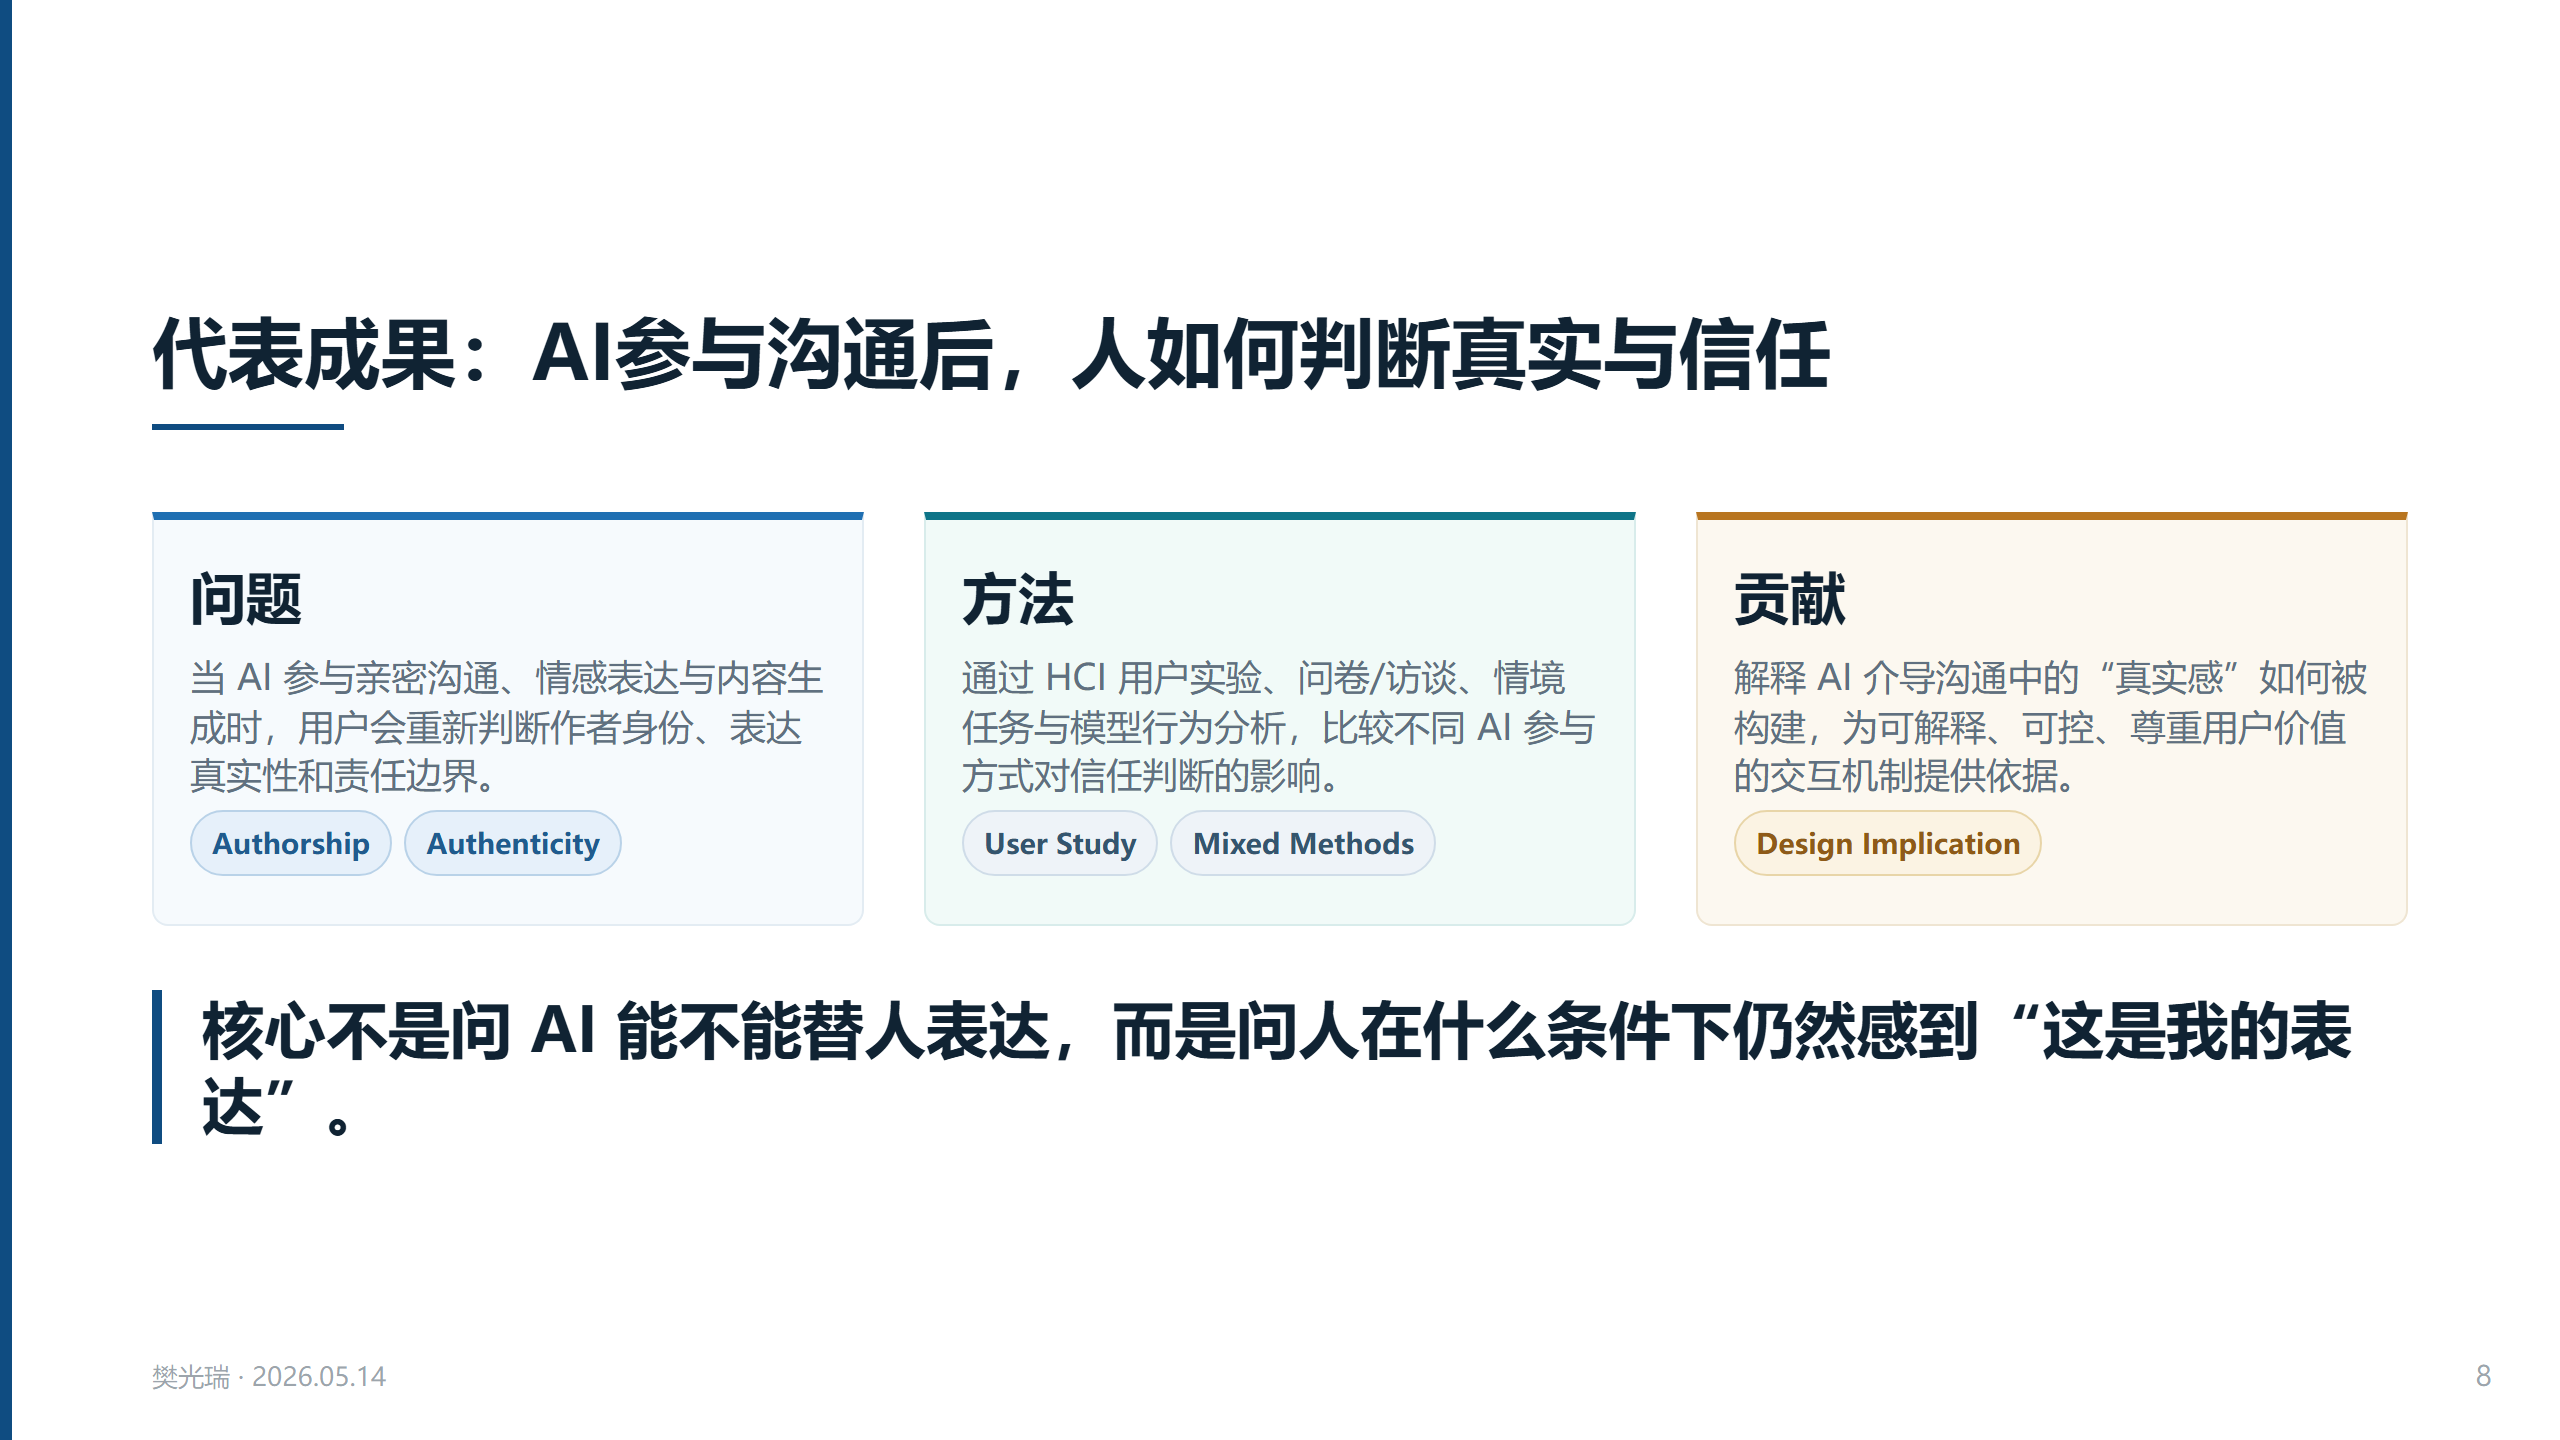 代表成果：AI参与沟通后，人如何判断真实与信任
问题
当 AI 参与亲密沟通、情感表达与内容生
成时，用户会重新判断作者身份、表达
真实性和责任边界。
Authorship Authenticity
方法
通过 HCI 用户实验、问卷/访谈、情境
任务与模型行为分析，比较不同 AI 参与
方式对信任判断的影响。
User Study Mixed Methods
贡献
解释 AI 介导沟通中的“真实感”如何被
构建，为可解释、可控、尊重用户价值
的交互机制提供依据。
Design Implication
核心不是问 AI 能不能替人表达，而是问人在什么条件下仍然感到“这是我的表
达”。
樊光瑞 · 2026.05.14
8